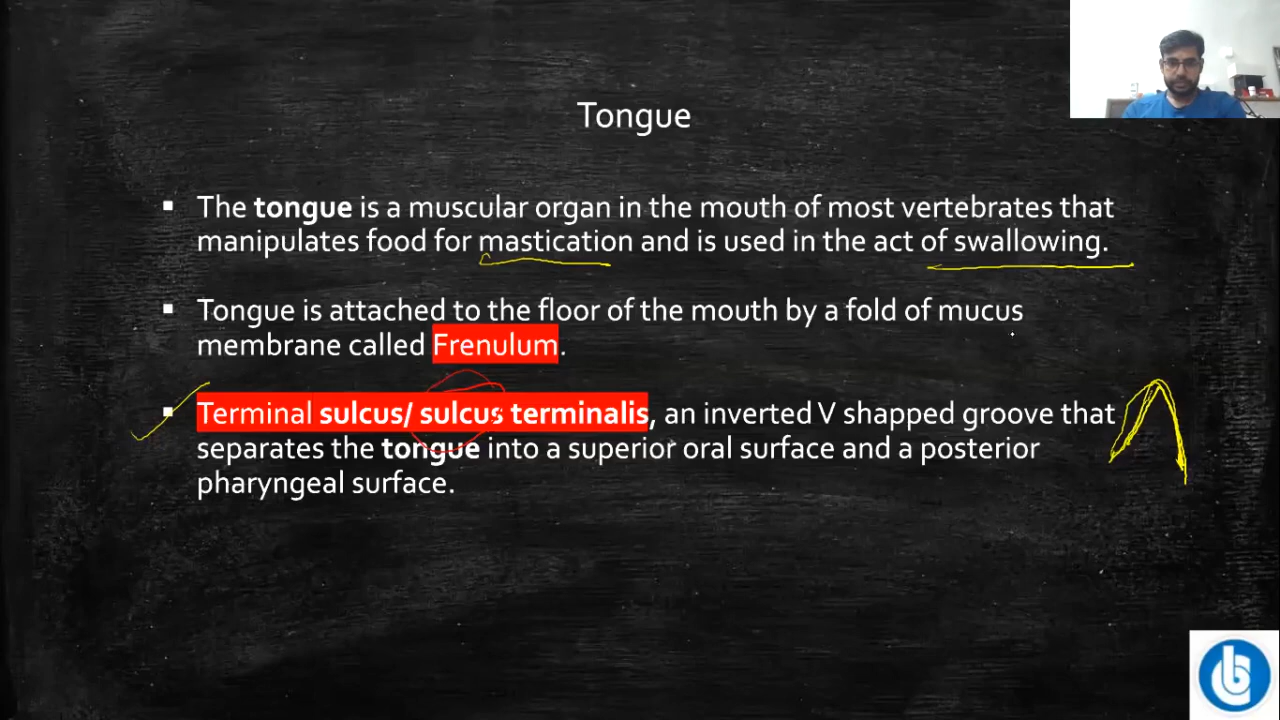 Tongue
▪ The tongue is a muscular organ in the mouth of most vertebrates that
manipulates food for mastication and is used in the act of swallowing.
▪ Tongue is attached to the floor of the mouth by a fold of mucus
membrane called Frenulum.
▪ Terminal sulcus/ sulcus terminalis, an inverted V shapped groove that
separates the tongue into a superior oral surface and a posterior
pharyngeal surface.